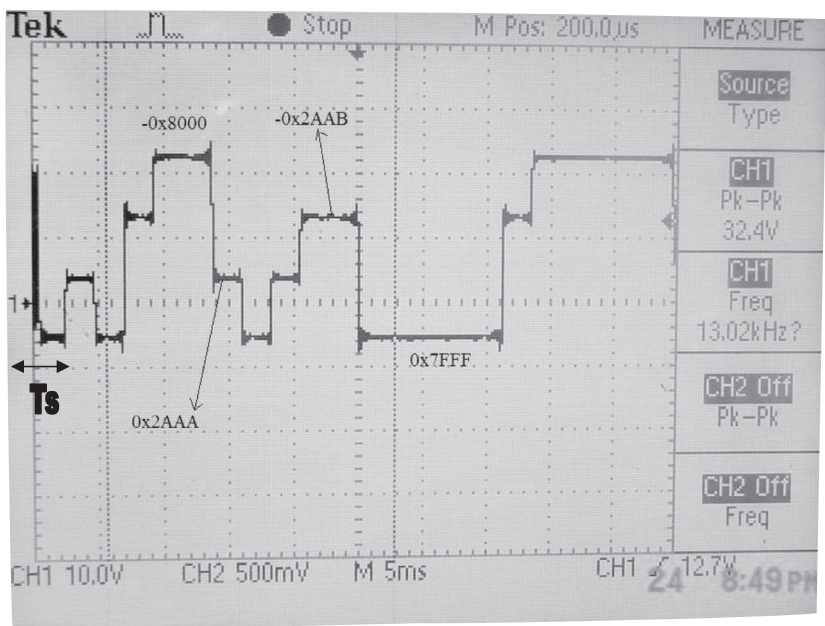 Tek Stop M Pos: 200.0us MEASURE
Source
Type
-0x8000
-0x2AAB
CH1
Pk-Pk
32.4V
1
CH1
Freq
13.02kHz?
0x7FFF
Ts
0x2AAA
CH2 Off
Pk-Pk
CH2 Off
Freq
CH1 10.0V CH2 500mV M 5ms CH1 12.7V
24 8:49PM